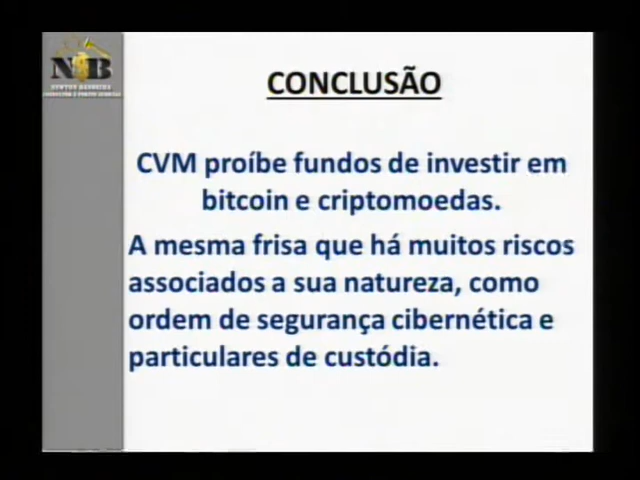 NB
CONCLUSÃO
CVM proíbe fundos de investir em
bitcoin e criptomoedas.
A mesma frisa que há muitos riscos
associados a sua natureza, como
ordem de segurança cibernética e
particulares de custódia.